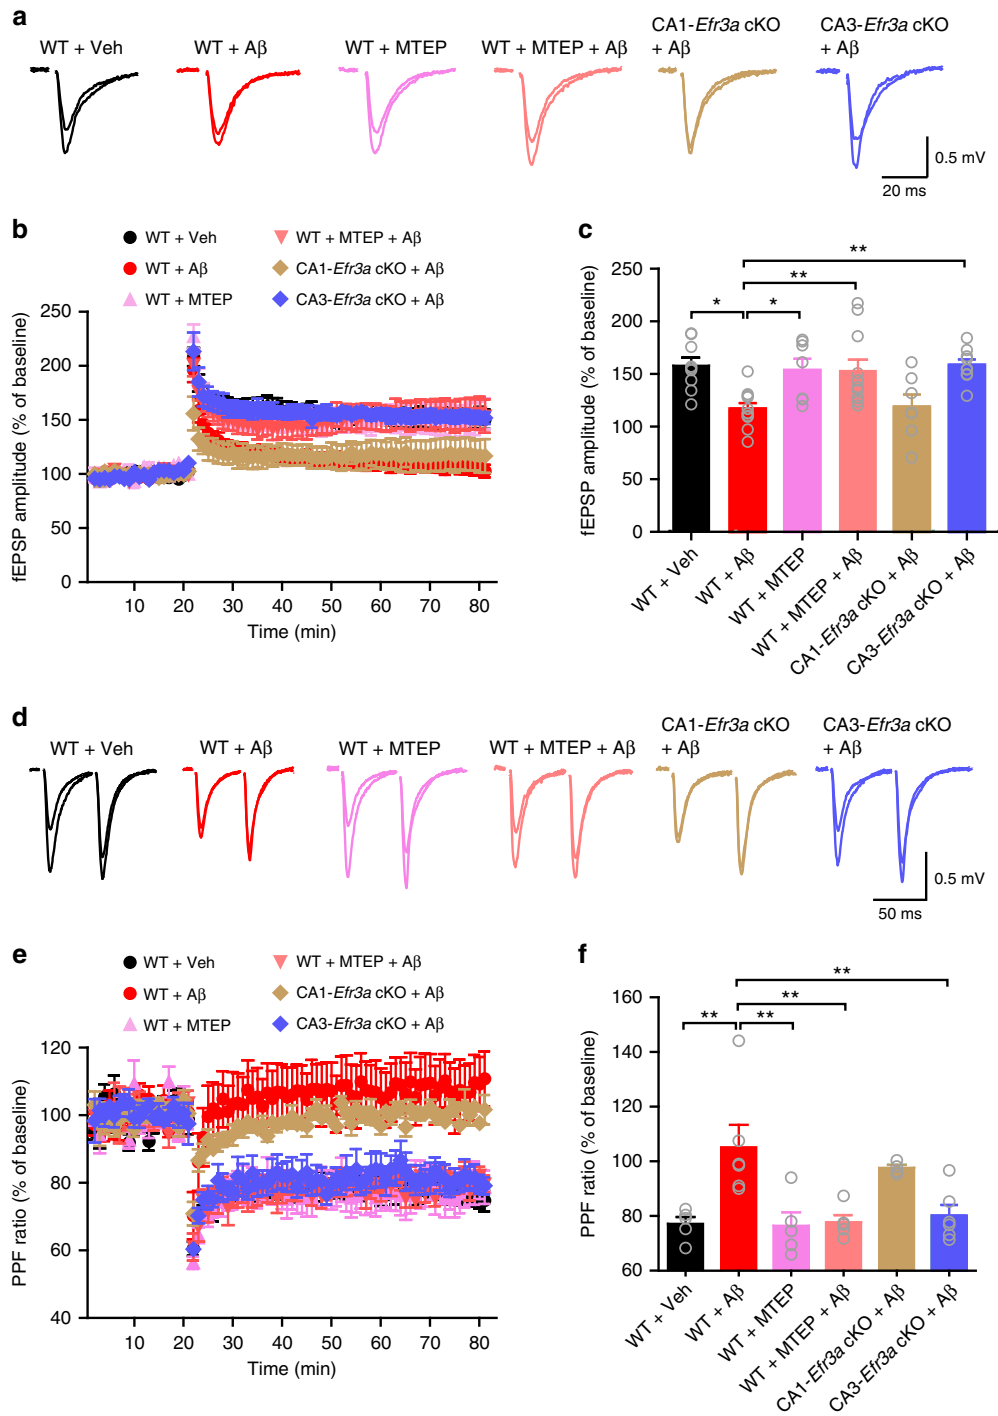 a
WT + Veh
WT + Aβ
WT + MTEP
WT + MTEP + Aβ
CA1-Efr3a cKO
+ Aβ
CA3-Efr3a cKO
+ Aβ
0.5 mV
20 ms
b
WT + Veh
WT + Aβ
WT + MTEP
WT + MTEP + Aβ
CA1-Efr3a cKO + Aβ
CA3-Efr3a cKO + Aβ
fEPSP amplitude (% of baseline)
250
200
150
100
50
0
10 20 30 40 50 60 70 80
Time (min)
c
fEPSP amplitude (% of baseline)
250
200
150
100
50
0
**
**
* *
WT + Veh
WT + Aβ
WT + MTEP
WT + MTEP + Aβ
CA1-Efr3a cKO + Aβ
CA3-Efr3a cKO + Aβ
d
WT + Veh
WT + Aβ
WT + MTEP
WT + MTEP + Aβ
CA1-Efr3a cKO
+ Aβ
CA3-Efr3a cKO
+ Aβ
0.5 mV
50 ms
e
WT + Veh
WT + Aβ
WT + MTEP
WT + MTEP + Aβ
CA1-Efr3a cKO + Aβ
CA3-Efr3a cKO + Aβ
PPF ratio (% of baseline)
120
100
80
60
40
10 20 30 40 50 60 70 80
Time (min)
f
PPF ratio (% of baseline)
160
140
120
100
80
60
**
**
** **
WT + Veh
WT + Aβ
WT + MTEP
WT + MTEP + Aβ
CA1-Efr3a cKO + Aβ
CA3-Efr3a cKO + Aβ